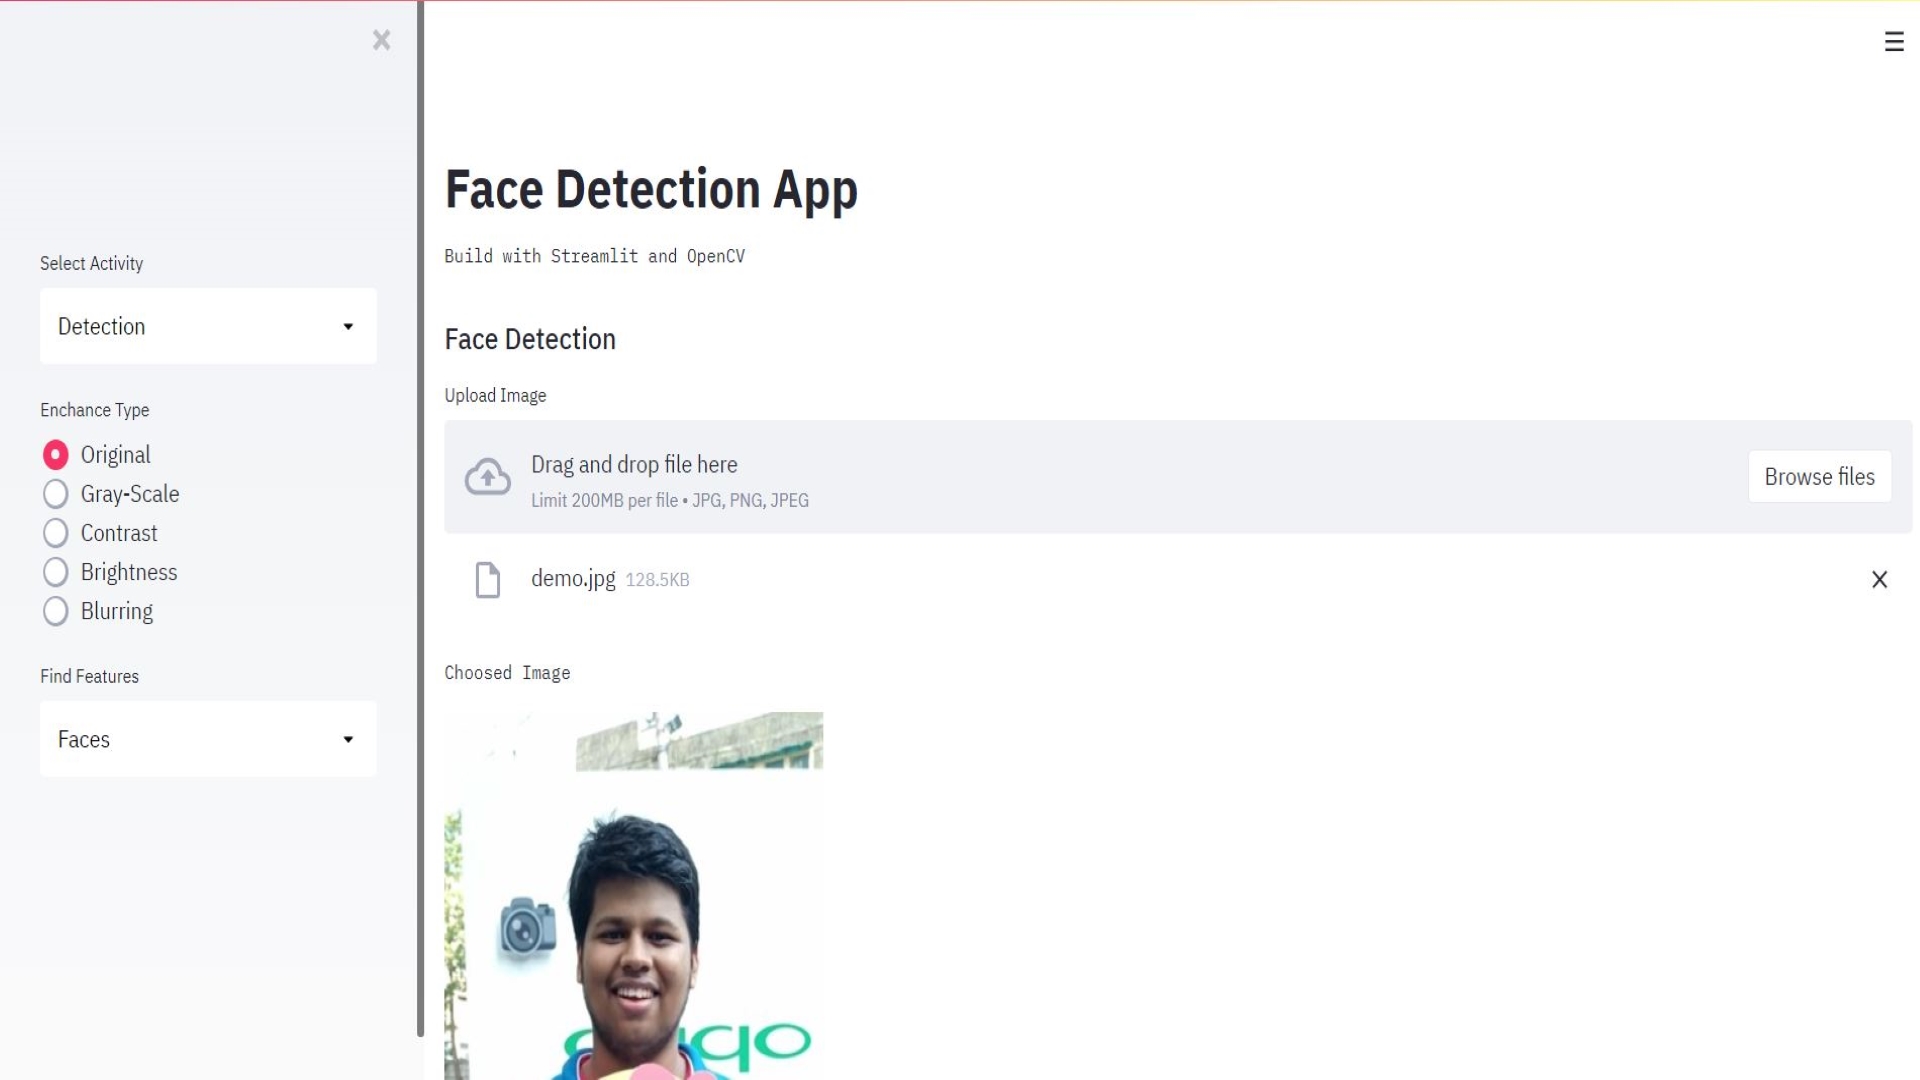 Select Activity
Detection
Enchance Type
Original
Gray-Scale
Contrast
Brightness
Blurring
Find Features
Faces
Face Detection App
Build with Streamlit and OpenCV
Face Detection
Upload Image
Drag and drop file here
Limit 200MB per file • JPG, PNG, JPEG
Browse files
demo.jpg 128.5KB
Choosed Image